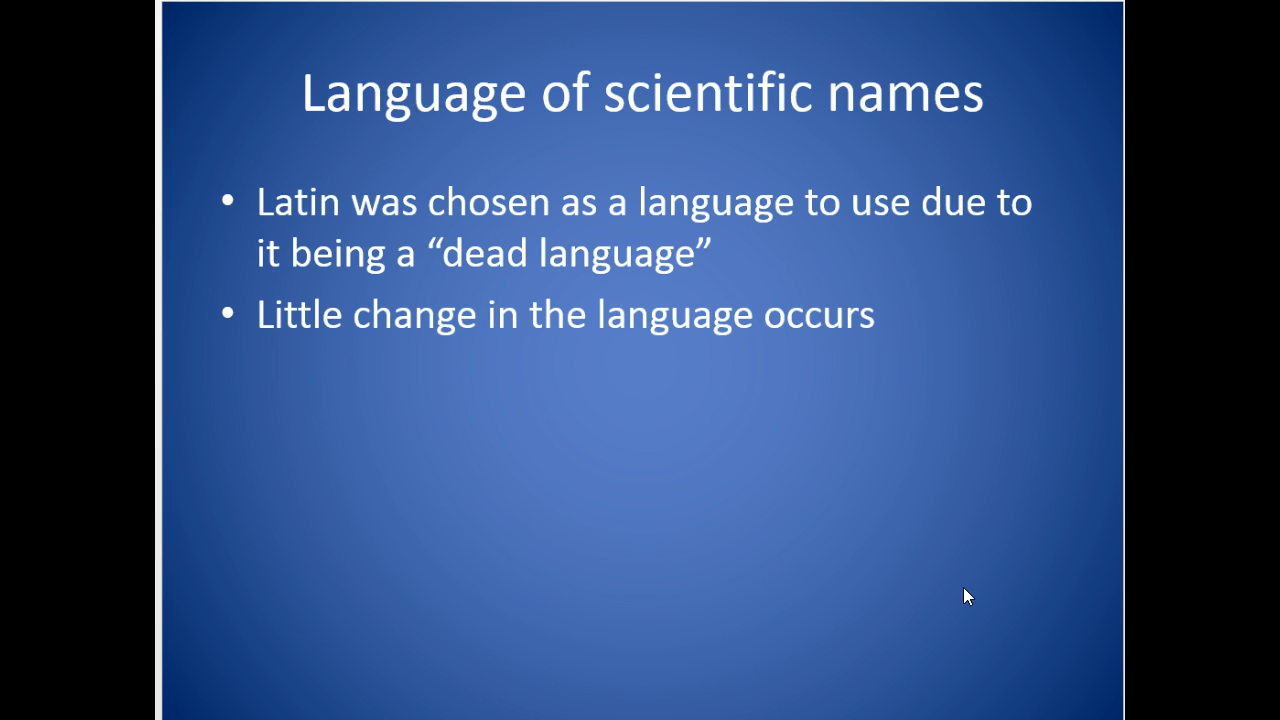 Language of scientific names
• Latin was chosen as a language to use due to
it being a “dead language”
• Little change in the language occurs